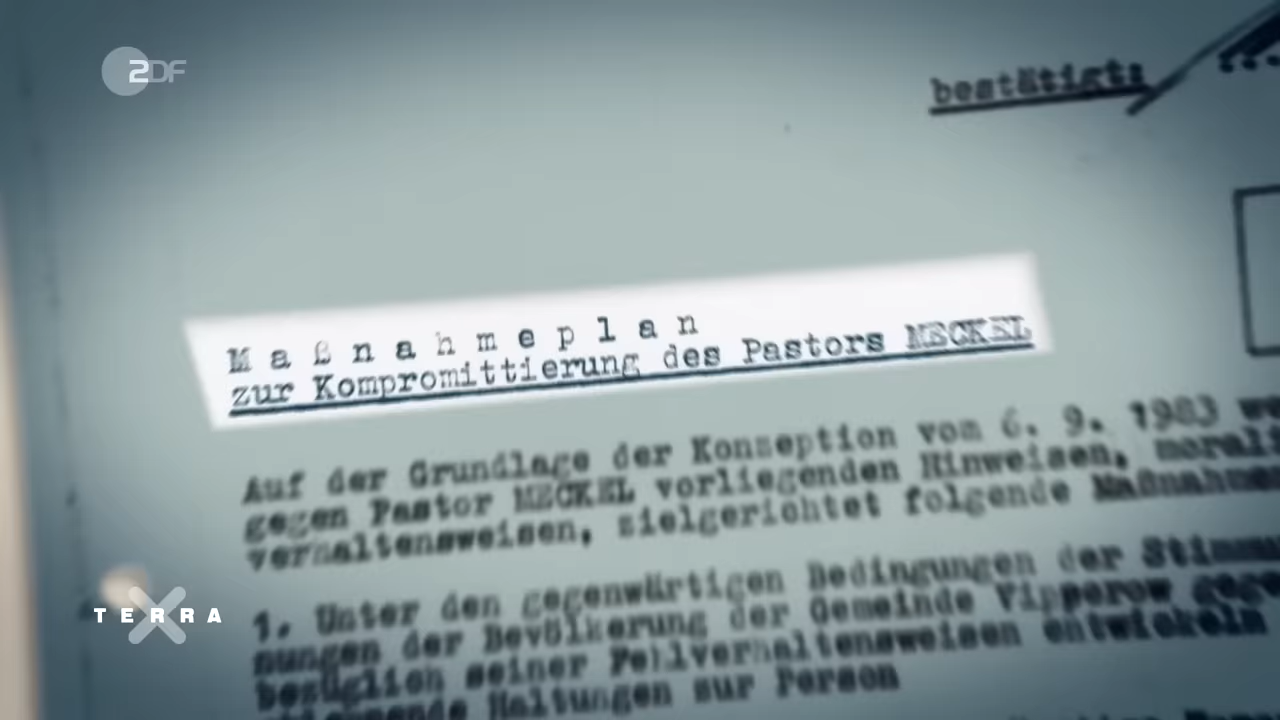 ZDF
bestätigt:
Maßnahmeplan
zur Kompromittierung des Pastors MECKEL
Auf der Grundlage der Konzeption vom 6. 9. 1983
gegen Pastor MECKEL vorliegenden Hinweisen,
verhaltensweisen, zielgerichtet folgende
1. Unter den gegenwärtigen Bedingungen der
nungen der Bevölkerung der Gemeinde Vipperow
bezüglich seiner Fehlverhaltensweisen entwickeln
Haltungen zur Person
TERRA X